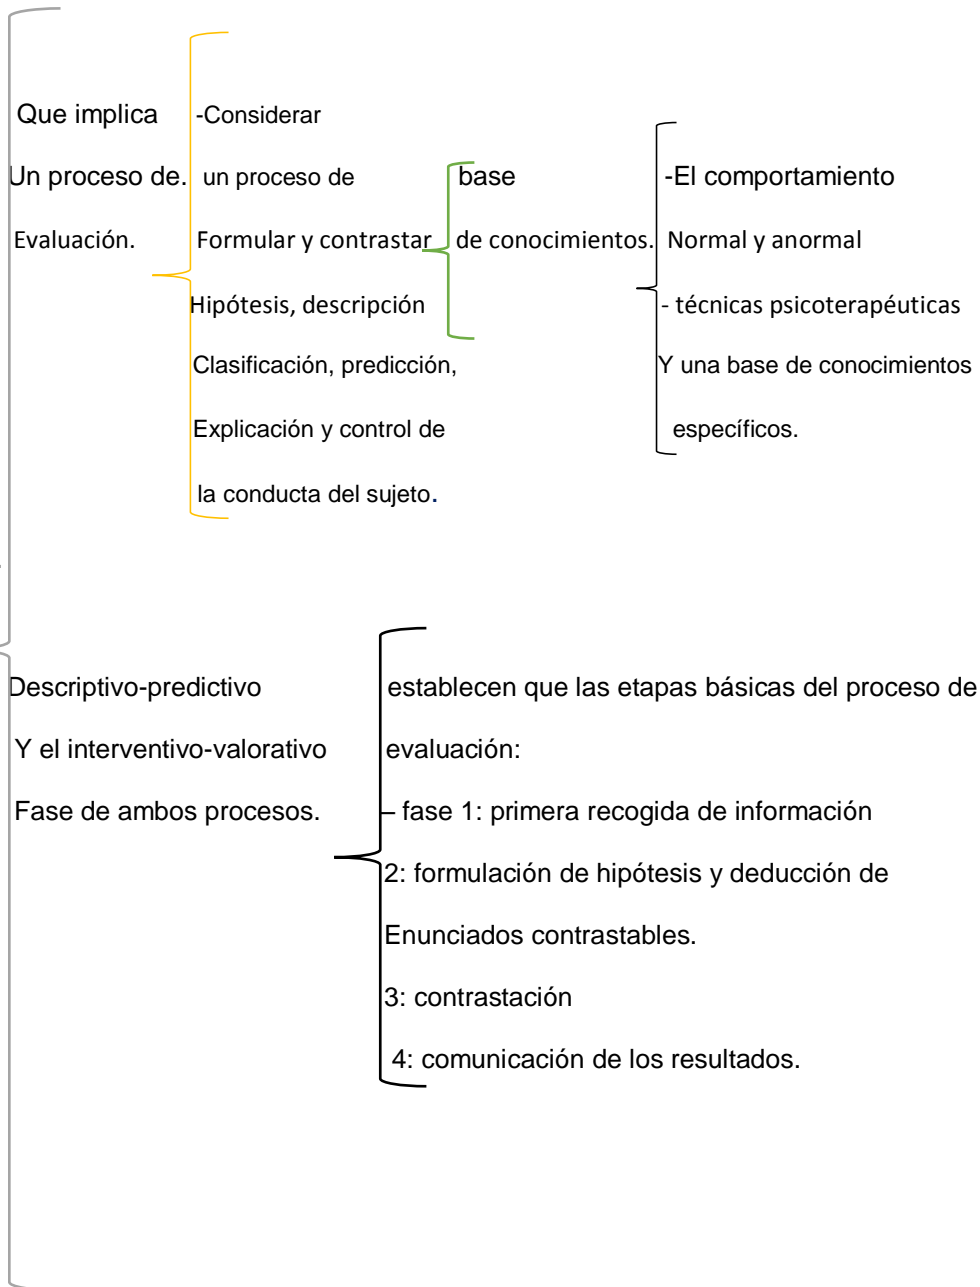 Que implica
Un proceso de.
Evaluación.
-Considerar
un proceso de
Formular y contrastar
Hipótesis, descripción
Clasificación, predicción,
Explicación y control de
la conducta del sujeto.
base
de conocimientos.
-El comportamiento
Normal y anormal
- técnicas psicoterapéuticas
Y una base de conocimientos
específicos.
Descriptivo-predictivo
Y el interventivo-valorativo
Fase de ambos procesos.
establecen que las etapas básicas del proceso de
evaluación:
– fase 1: primera recogida de información
2: formulación de hipótesis y deducción de
Enunciados contrastables.
3: contrastación
4: comunicación de los resultados.